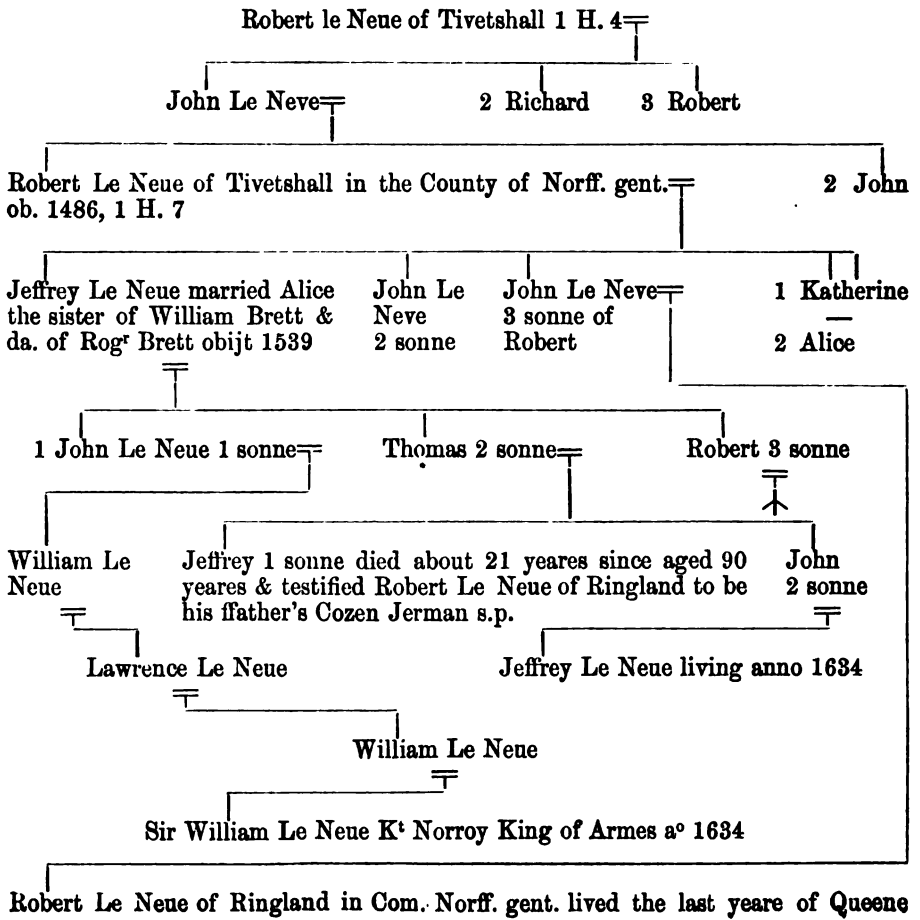 Robert le Neue of Tivetshall 1 H. 4
John Le Neve 2 Richard 3 Robert
Robert Le Neue of Tivetshall in the County of Norff. gent. 2 John
ob. 1486, 1 H. 7
Jeffrey Le Neue married Alice
the sister of William Brett &
da. of Rogʳ Brett obijt 1539
John Le
Neve
2 sonne
John Le Neve
3 sonne of
Robert
1 Katherine
2 Alice
1 John Le Neue 1 sonne Thomas 2 sonne Robert 3 sonne
William Le
Neue
Jeffrey 1 sonne died about 21 yeares since aged 90
yeares & testified Robert Le Neue of Ringland to be
his ffather's Cozen Jerman s.p.
John
2 sonne
Lawrence Le Neue Jeffrey Le Neue living anno 1634
William Le Neue
Sir William Le Neue Kᵗ Norroy King of Armes aᵒ 1634
Robert Le Neue of Ringland in Com. Norff. gent. lived the last yeare of Queene